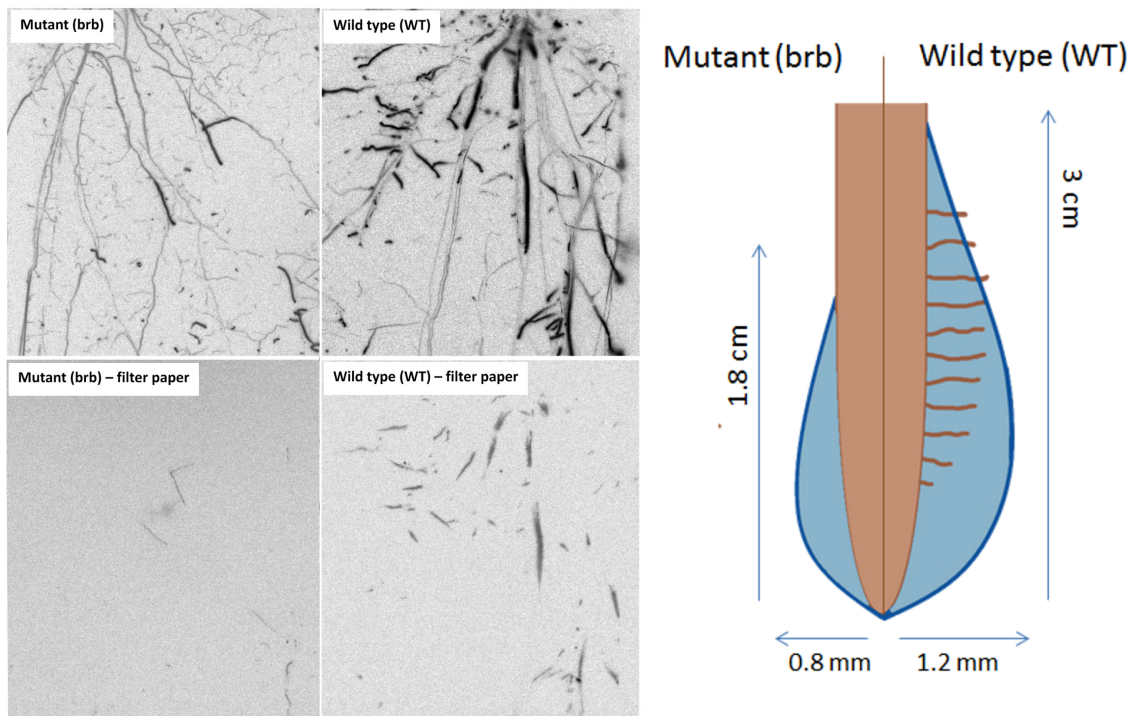 Mutant (brb)
Wild type (WT)
Mutant (brb) – filter paper
Wild type (WT) – filter paper
Mutant (brb)
Wild type (WT)
1.8 cm
3 cm
0.8 mm
1.2 mm